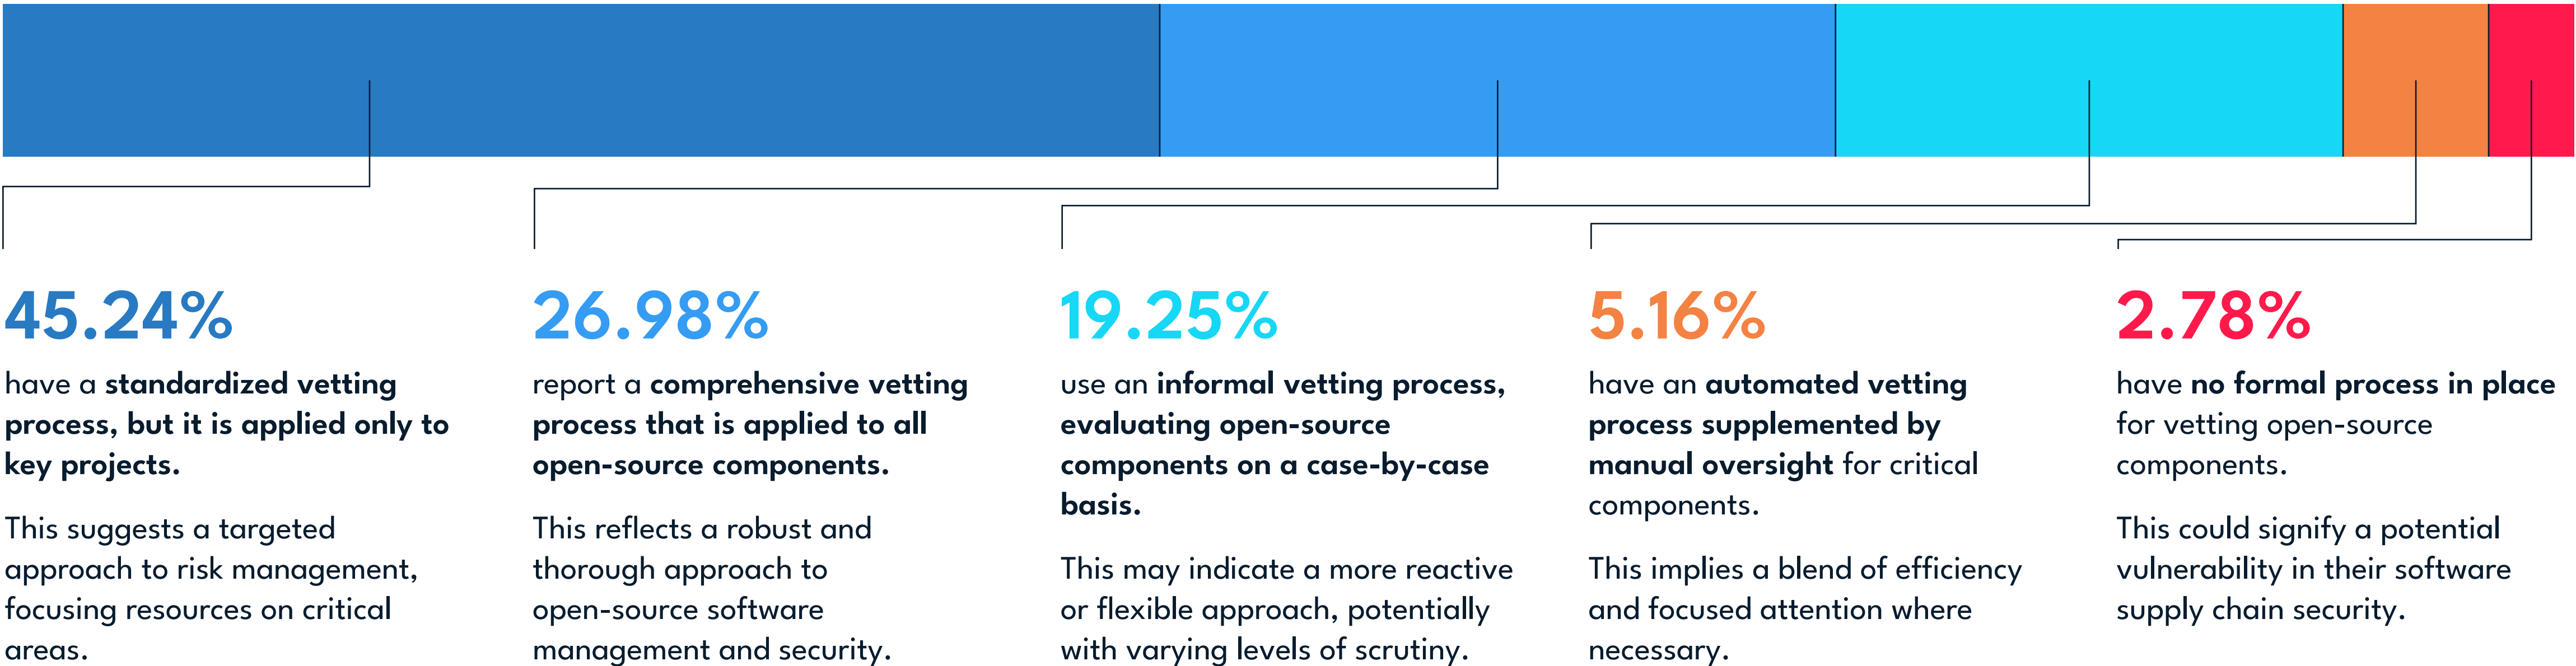 45.24%
have a standardized vetting
process, but it is applied only to
key projects.
This suggests a targeted
approach to risk management,
focusing resources on critical
areas.
26.98%
report a comprehensive vetting
process that is applied to all
open-source components.
This reflects a robust and
thorough approach to
open-source software
management and security.
19.25%
use an informal vetting process,
evaluating open-source
components on a case-by-case
basis.
This may indicate a more reactive
or flexible approach, potentially
with varying levels of scrutiny.
5.16%
have an automated vetting
process supplemented by
manual oversight for critical
components.
This implies a blend of efficiency
and focused attention where
necessary.
2.78%
have no formal process in place
for vetting open-source
components.
This could signify a potential
vulnerability in their software
supply chain security.